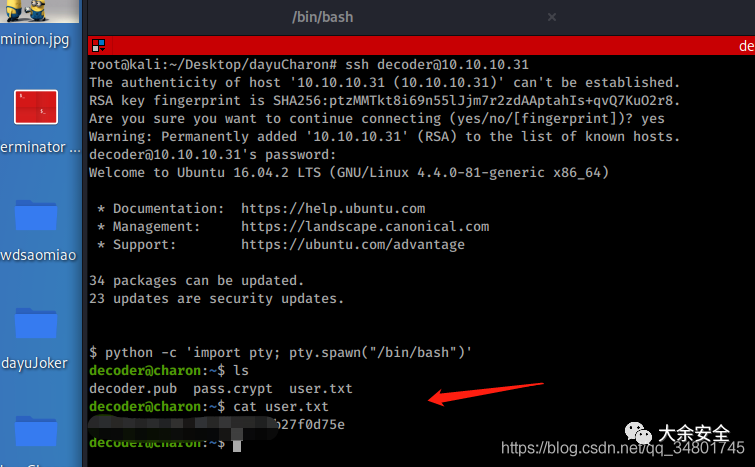 /bin/bash
×
minion.jpg
de
root@kali:~/Desktop/dayuCharon# ssh decoder@10.10.10.31
The authenticity of host '10.10.10.31 (10.10.10.31)' can't be established.
RSA key fingerprint is SHA256:ptzMMTkt8i69n55lJjm7r2zdAAptahIs+qvQ7KuO2r8.
Are you sure you want to continue connecting (yes/no/[fingerprint])? yes
Warning: Permanently added '10.10.10.31' (RSA) to the list of known hosts.
erminator ...
decoder@10.10.10.31's password:
Welcome to Ubuntu 16.04.2 LTS (GNU/Linux 4.4.0-81-generic x86_64)
* Documentation: https://help.ubuntu.com
* Management: https://landscape.canonical.com
* Support: https://ubuntu.com/advantage
wdsaomiao
34 packages can be updated.
23 updates are security updates.
$ python -c 'import pty; pty.spawn("/bin/bash")'
dayuJoker
decoder@charon:~$ ls
decoder.pub pass.crypt user.txt
decoder@charon:~$ cat user.txt
b27f0d75e
decoder@charon:~$
大余安全
https://blog.csdn.net/qq_34801745